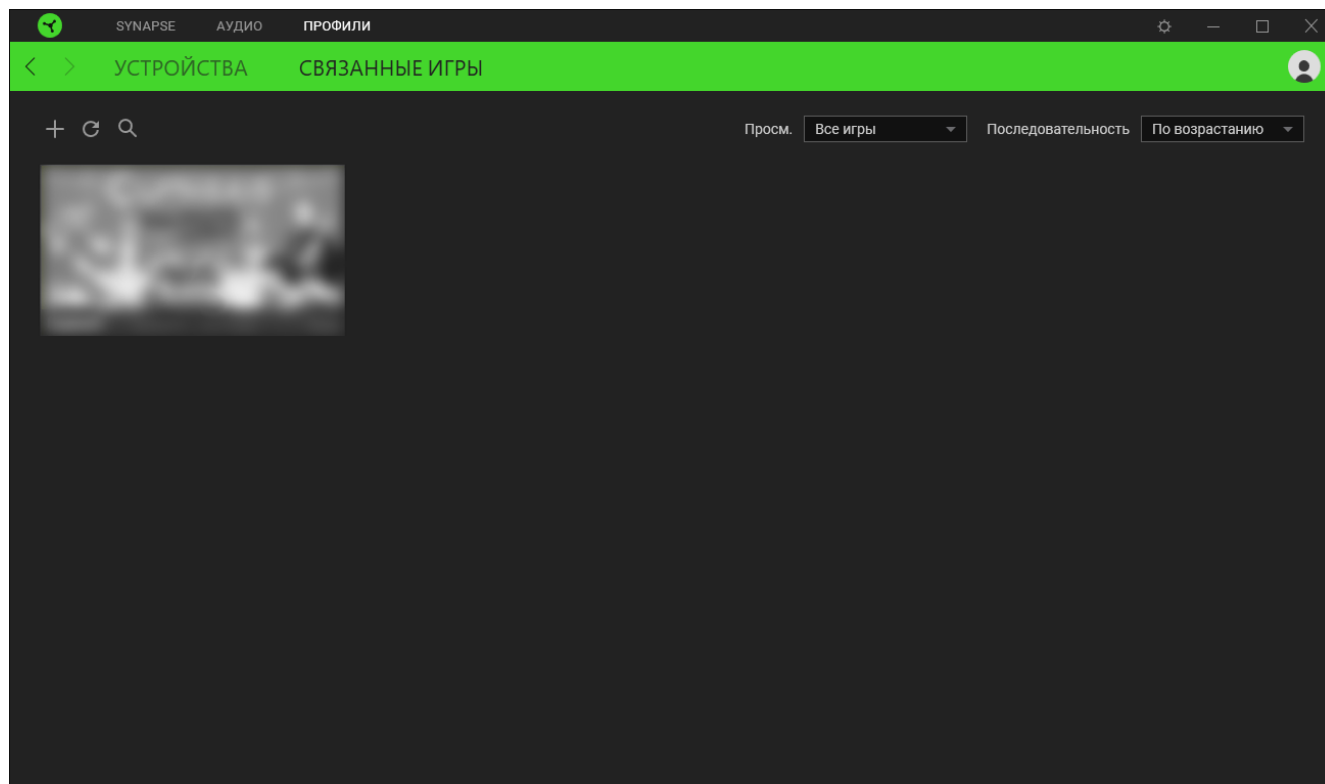 SYNAPSE АУДИО ПРОФИЛИ
УСТРОЙСТВА СВЯЗАННЫЕ ИГРЫ
Просм. Все игры Последовательность По возрастанию